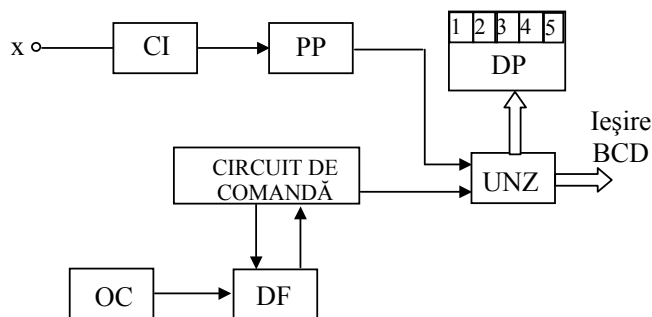 1 2 3 4 5
x CI PP DP
Ieşire
BCD
CIRCUIT DE
COMANDĂ
UNZ
OC DF